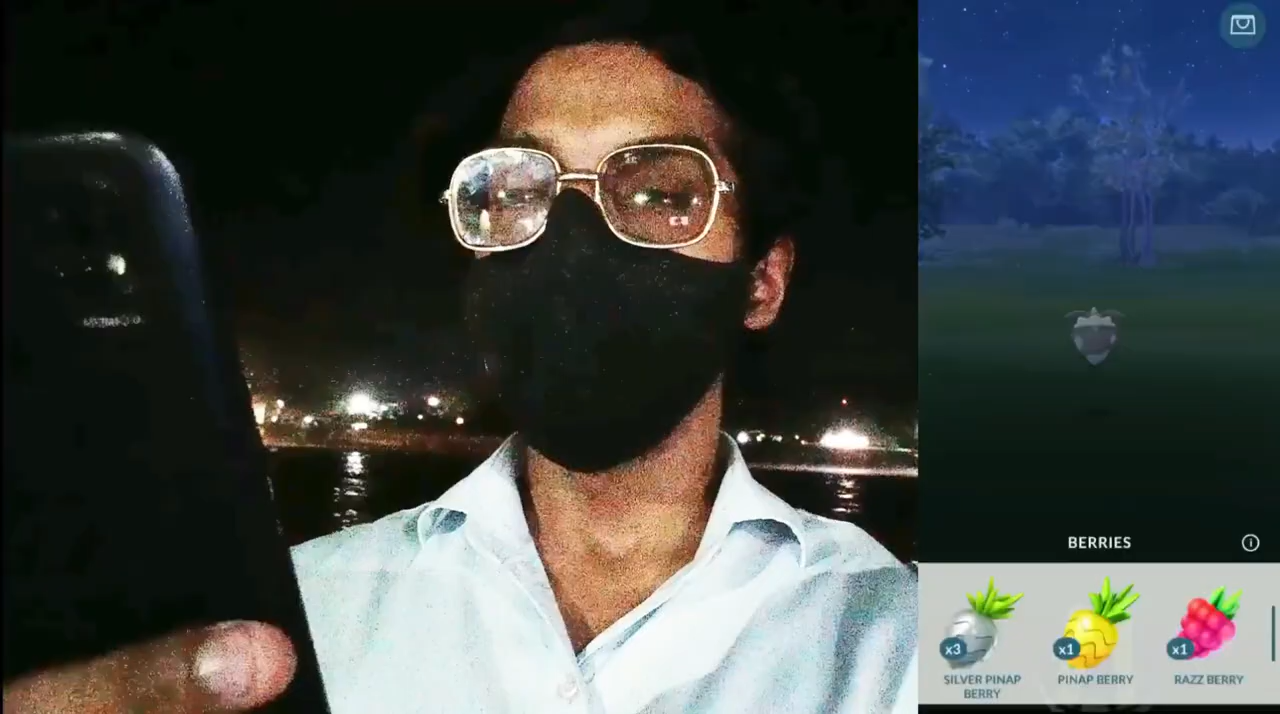 BERRIES
x3
x1
x1
SILVER PINAP
BERRY
PINAP BERRY
RAZZ BERRY